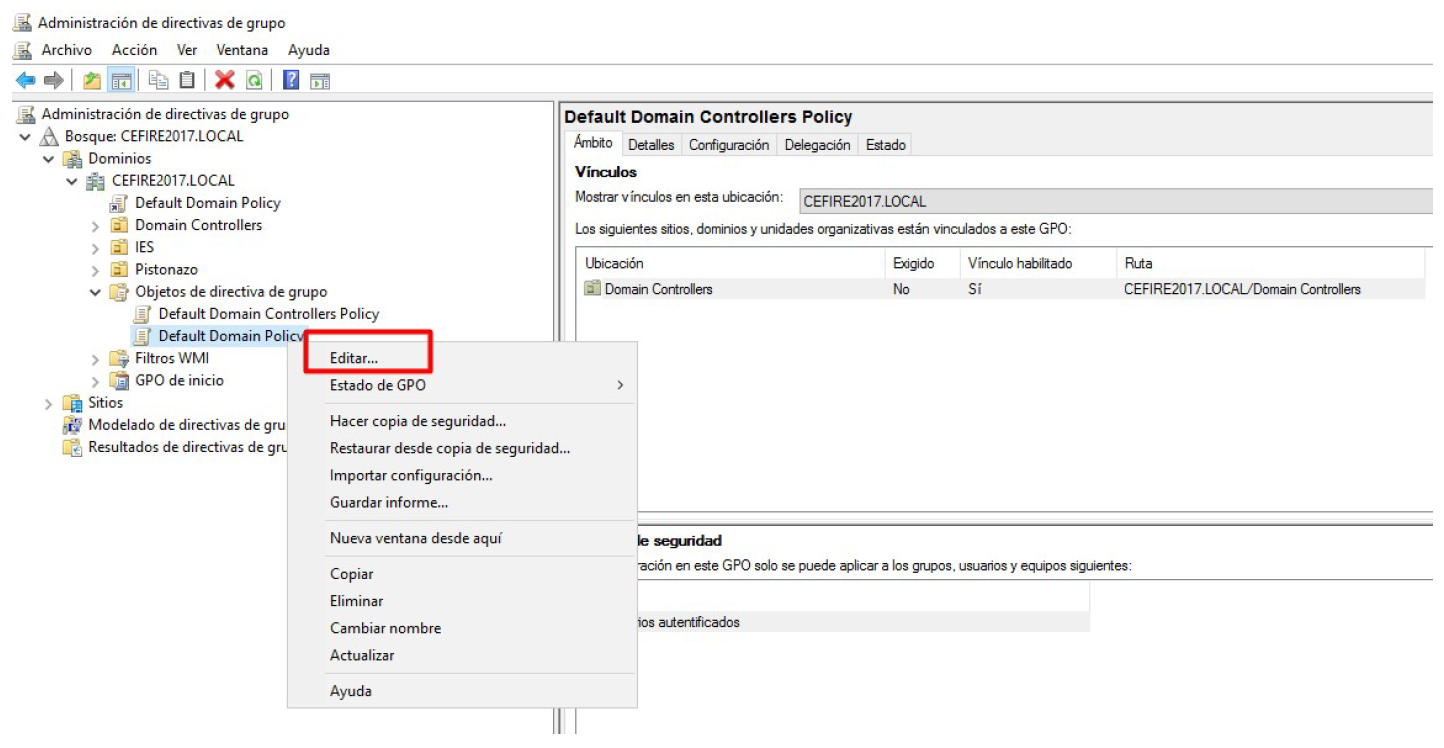 Administración de directivas de grupo
Archivo Acción Ver Ventana Ayuda
Administración de directivas de grupo
Bosque: CEFIRE2017.LOCAL
Dominios
CEFIRE2017.LOCAL
Default Domain Policy
Domain Controllers
IES
Pistonazo
Objetos de directiva de grupo
Default Domain Controllers Policy
Default Domain Policy
Filtros WMI
GPO de inicio
Sitios
Modelado de directivas de gru
Resultados de directivas de gru
Editar...
Estado de GPO
Hacer copia de seguridad...
Restaurar desde copia de seguridad...
Importar configuración...
Guardar informe...
Nueva ventana desde aquí
Copiar
Eliminar
Cambiar nombre
Actualizar
Ayuda
Default Domain Controllers Policy
Ámbito Detalles Configuración Delegación Estado
Vínculos
Mostrar vínculos en esta ubicación: CEFIRE2017.LOCAL
Los siguientes sitios, dominios y unidades organizativas están vinculados a este GPO:
Ubicación Exigido Vínculo habilitado Ruta
Domain Controllers No Sí CEFIRE2017.LOCAL/Domain Controllers
de seguridad
ración en este GPO solo se puede aplicar a los grupos, usuarios y equipos siguientes:
rios autentificados